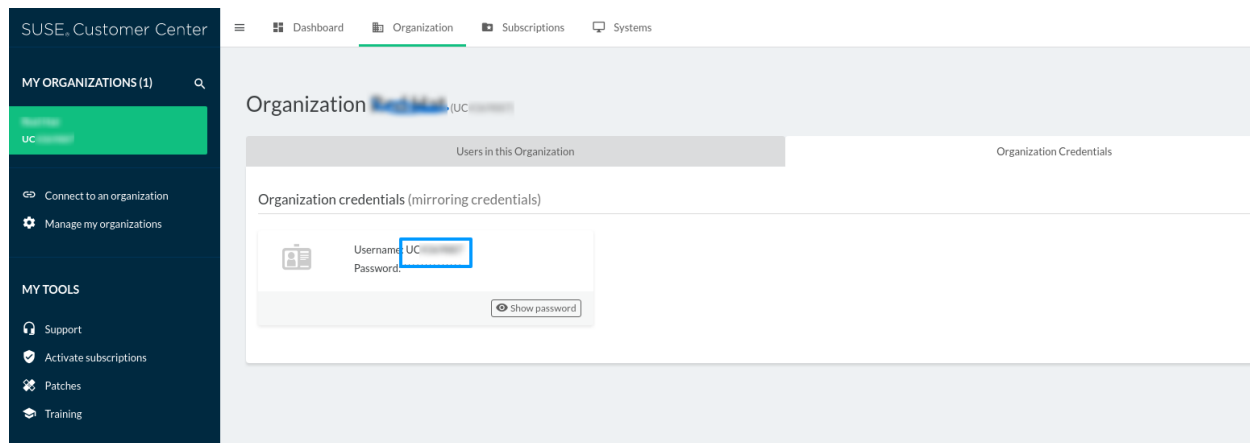 SUSE® Customer Center
Dashboard
Organization
Subscriptions
Systems
MY ORGANIZATIONS (1)
UC
Connect to an organization
Manage my organizations
MY TOOLS
Support
Activate subscriptions
Patches
Training
Organization (UC
Users in this Organization
Organization Credentials
Organization credentials (mirroring credentials)
Username: UC
Password:
Show password